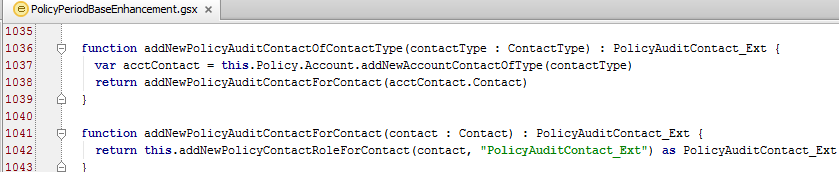 PolicyPeriodBaseEnhancement.gsx ×
1035
1036 function addNewPolicyAuditContactOfContactType(contactType : ContactType) : PolicyAuditContact_Ext {
1037 var acctContact = this.Policy.Account.addNewAccountContactOfType(contactType)
1038 return addNewPolicyAuditContactForContact(acctContact.Contact)
1039 }
1040
1041 function addNewPolicyAuditContactForContact(contact : Contact) : PolicyAuditContact_Ext {
1042 return this.addNewPolicyContactRoleForContact(contact, "PolicyAuditContact_Ext") as PolicyAuditContact_Ext
1043 }